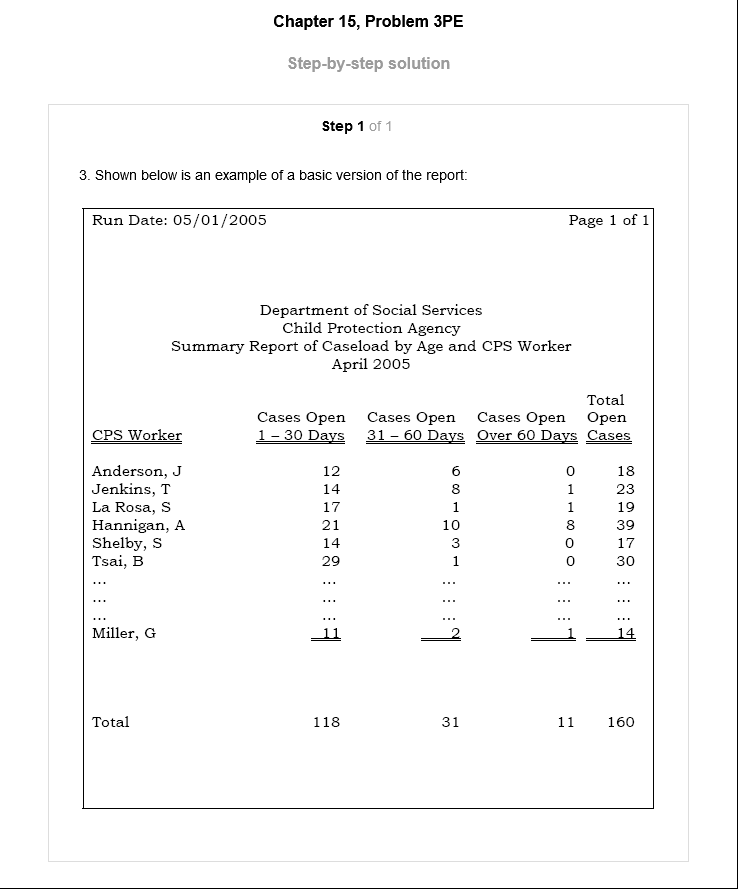 Chapter 15, Problem 3PE
Step-by-step solution
Step 1 of 1
3. Shown below is an example of a basic version of the report:
Run Date: 05/01/2005 Page 1 of 1
Department of Social Services
Child Protection Agency
Summary Report of Caseload by Age and CPS Worker
April 2005
Total
Cases Open Cases Open Cases Open Open
CPS Worker 1 – 30 Days 31 – 60 Days Over 60 Days Cases
Anderson, J 12 6 0 18
Jenkins, T 14 8 1 23
La Rosa, S 17 1 1 19
Hannigan, A 21 10 8 39
Shelby, S 14 3 0 17
Tsai, B 29 1 0 30
... ... ... ... ...
... ... ... ... ...
... ... ... ... ...
Miller, G 11 2 1 14
Total 118 31 11 160